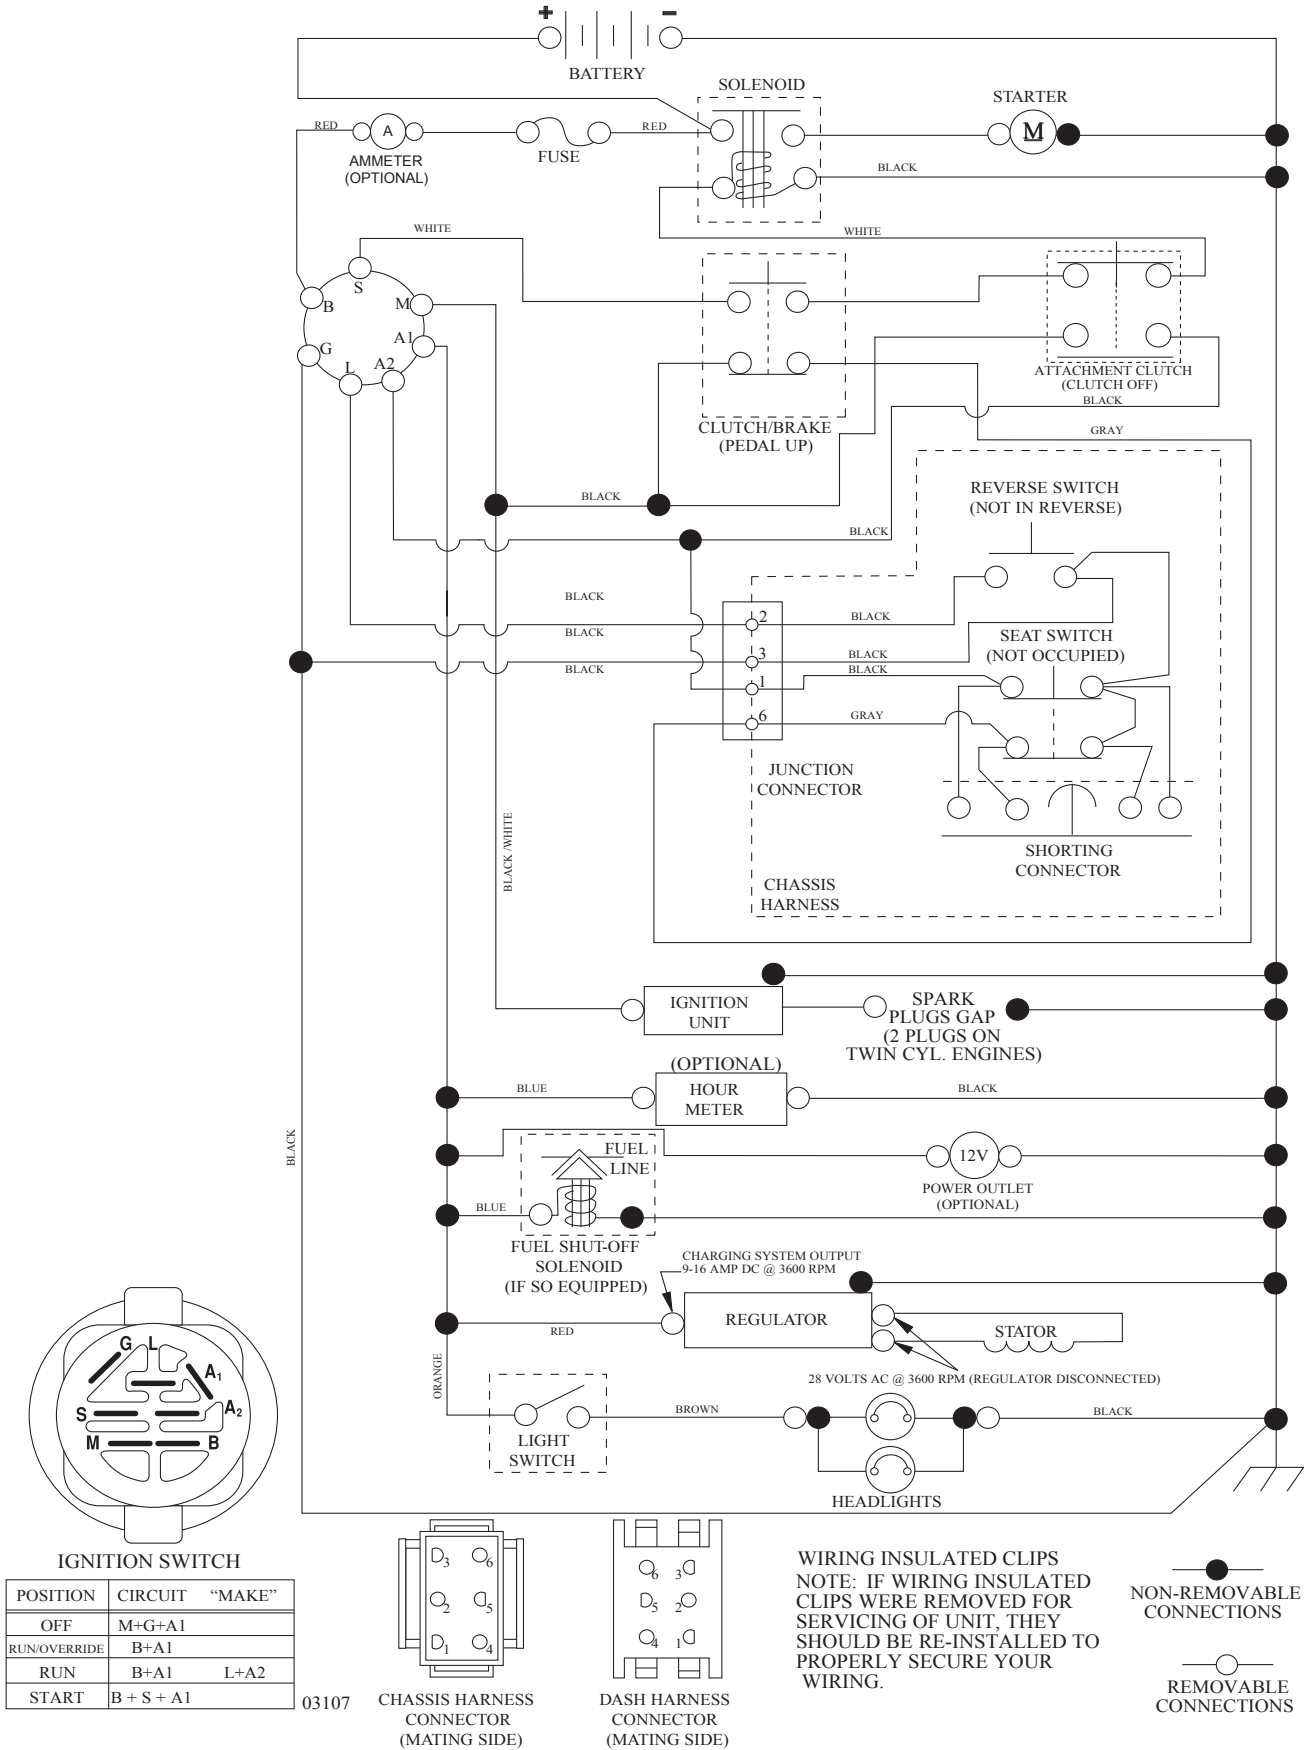 + −
BATTERY
SOLENOID
STARTER
RED
A
RED
M
AMMETER
(OPTIONAL)
FUSE
BLACK
WHITE
WHITE
S
B
M
A1
G
L
A2
ATTACHMENT CLUTCH
(CLUTCH OFF)
BLACK
CLUTCH/BRAKE
(PEDAL UP)
GRAY
REVERSE SWITCH
(NOT IN REVERSE)
BLACK
BLACK
BLACK
2
BLACK
BLACK
SEAT SWITCH
(NOT OCCUPIED)
3
BLACK
BLACK
BLACK
1
6
GRAY
JUNCTION
CONNECTOR
BLACK /WHITE
SHORTING
CONNECTOR
CHASSIS
HARNESS
IGNITION
UNIT
SPARK
PLUGS GAP
(2 PLUGS ON
TWIN CYL. ENGINES)
(OPTIONAL)
BLUE
HOUR
METER
BLACK
BLACK
FUEL
LINE
12V
POWER OUTLET
(OPTIONAL)
BLUE
FUEL SHUT-OFF
SOLENOID
(IF SO EQUIPPED)
CHARGING SYSTEM OUTPUT
9-16 AMP DC @ 3600 RPM
REGULATOR
RED
STATOR
ORANGE
28 VOLTS AC @ 3600 RPM (REGULATOR DISCONNECTED)
BROWN
BLACK
LIGHT
SWITCH
HEADLIGHTS
G L
A1
S
A2
M
B
IGNITION SWITCH
POSITION CIRCUIT “MAKE”
OFF M+G+A1
RUN/OVERRIDE B+A1
RUN B+A1 L+A2
START B + S + A1
03107
3 6
2 5
1 4
CHASSIS HARNESS
CONNECTOR
(MATING SIDE)
6 3
5 2
4 1
DASH HARNESS
CONNECTOR
(MATING SIDE)
WIRING INSULATED CLIPS
NOTE: IF WIRING INSULATED
CLIPS WERE REMOVED FOR
SERVICING OF UNIT, THEY
SHOULD BE RE-INSTALLED TO
PROPERLY SECURE YOUR
WIRING.
NON-REMOVABLE
CONNECTIONS
REMOVABLE
CONNECTIONS